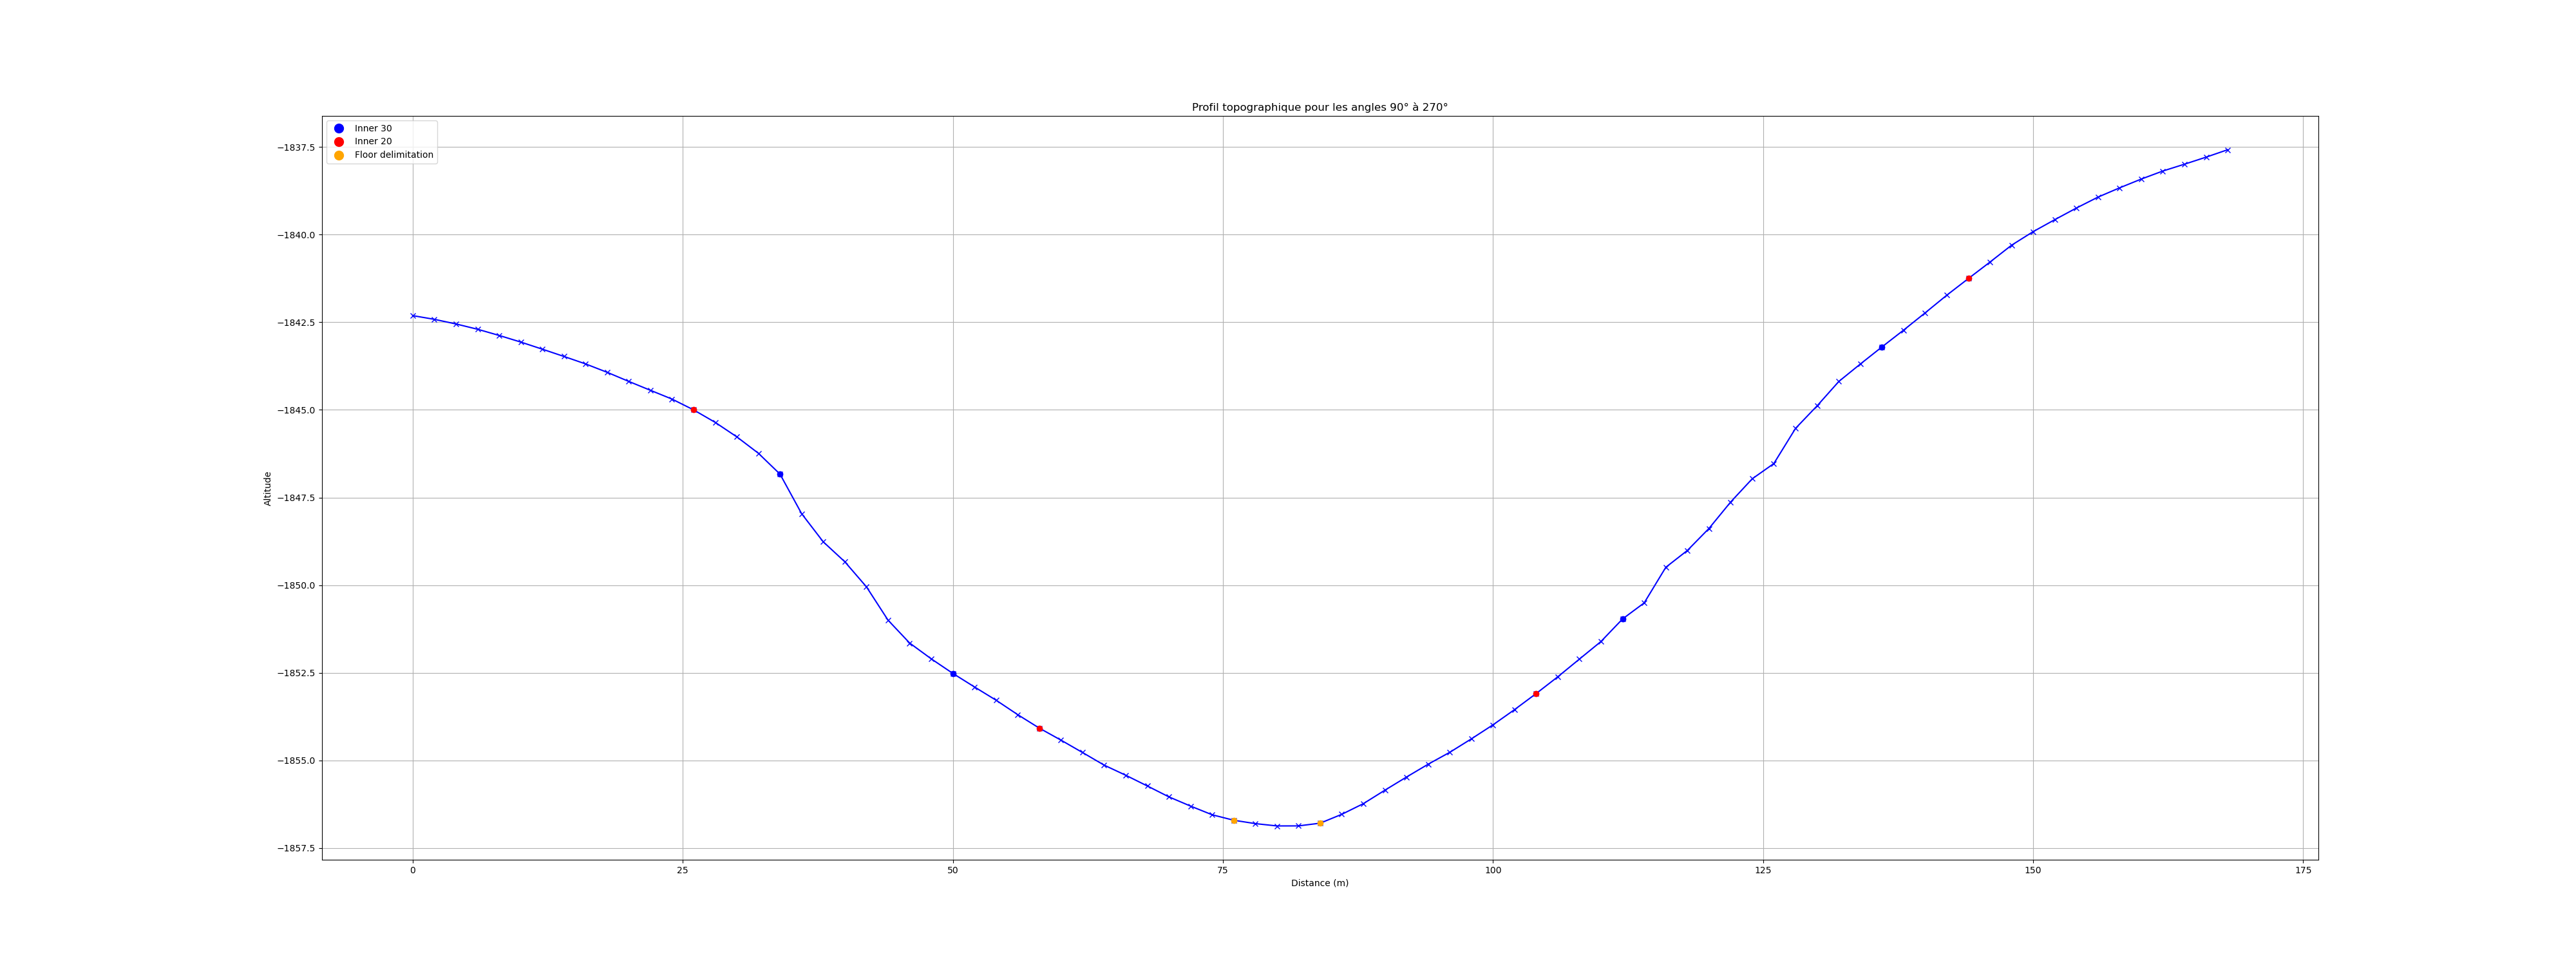 Profil topographique pour les angles 90° à 270°
Inner 30
Inner 20
Floor delimitation
−1837.5
−1840.0
−1842.5
−1845.0
−1847.5
−1850.0
−1852.5
−1855.0
−1857.5
Altitude
0 25 50 75 100 125 150 175
Distance (m)